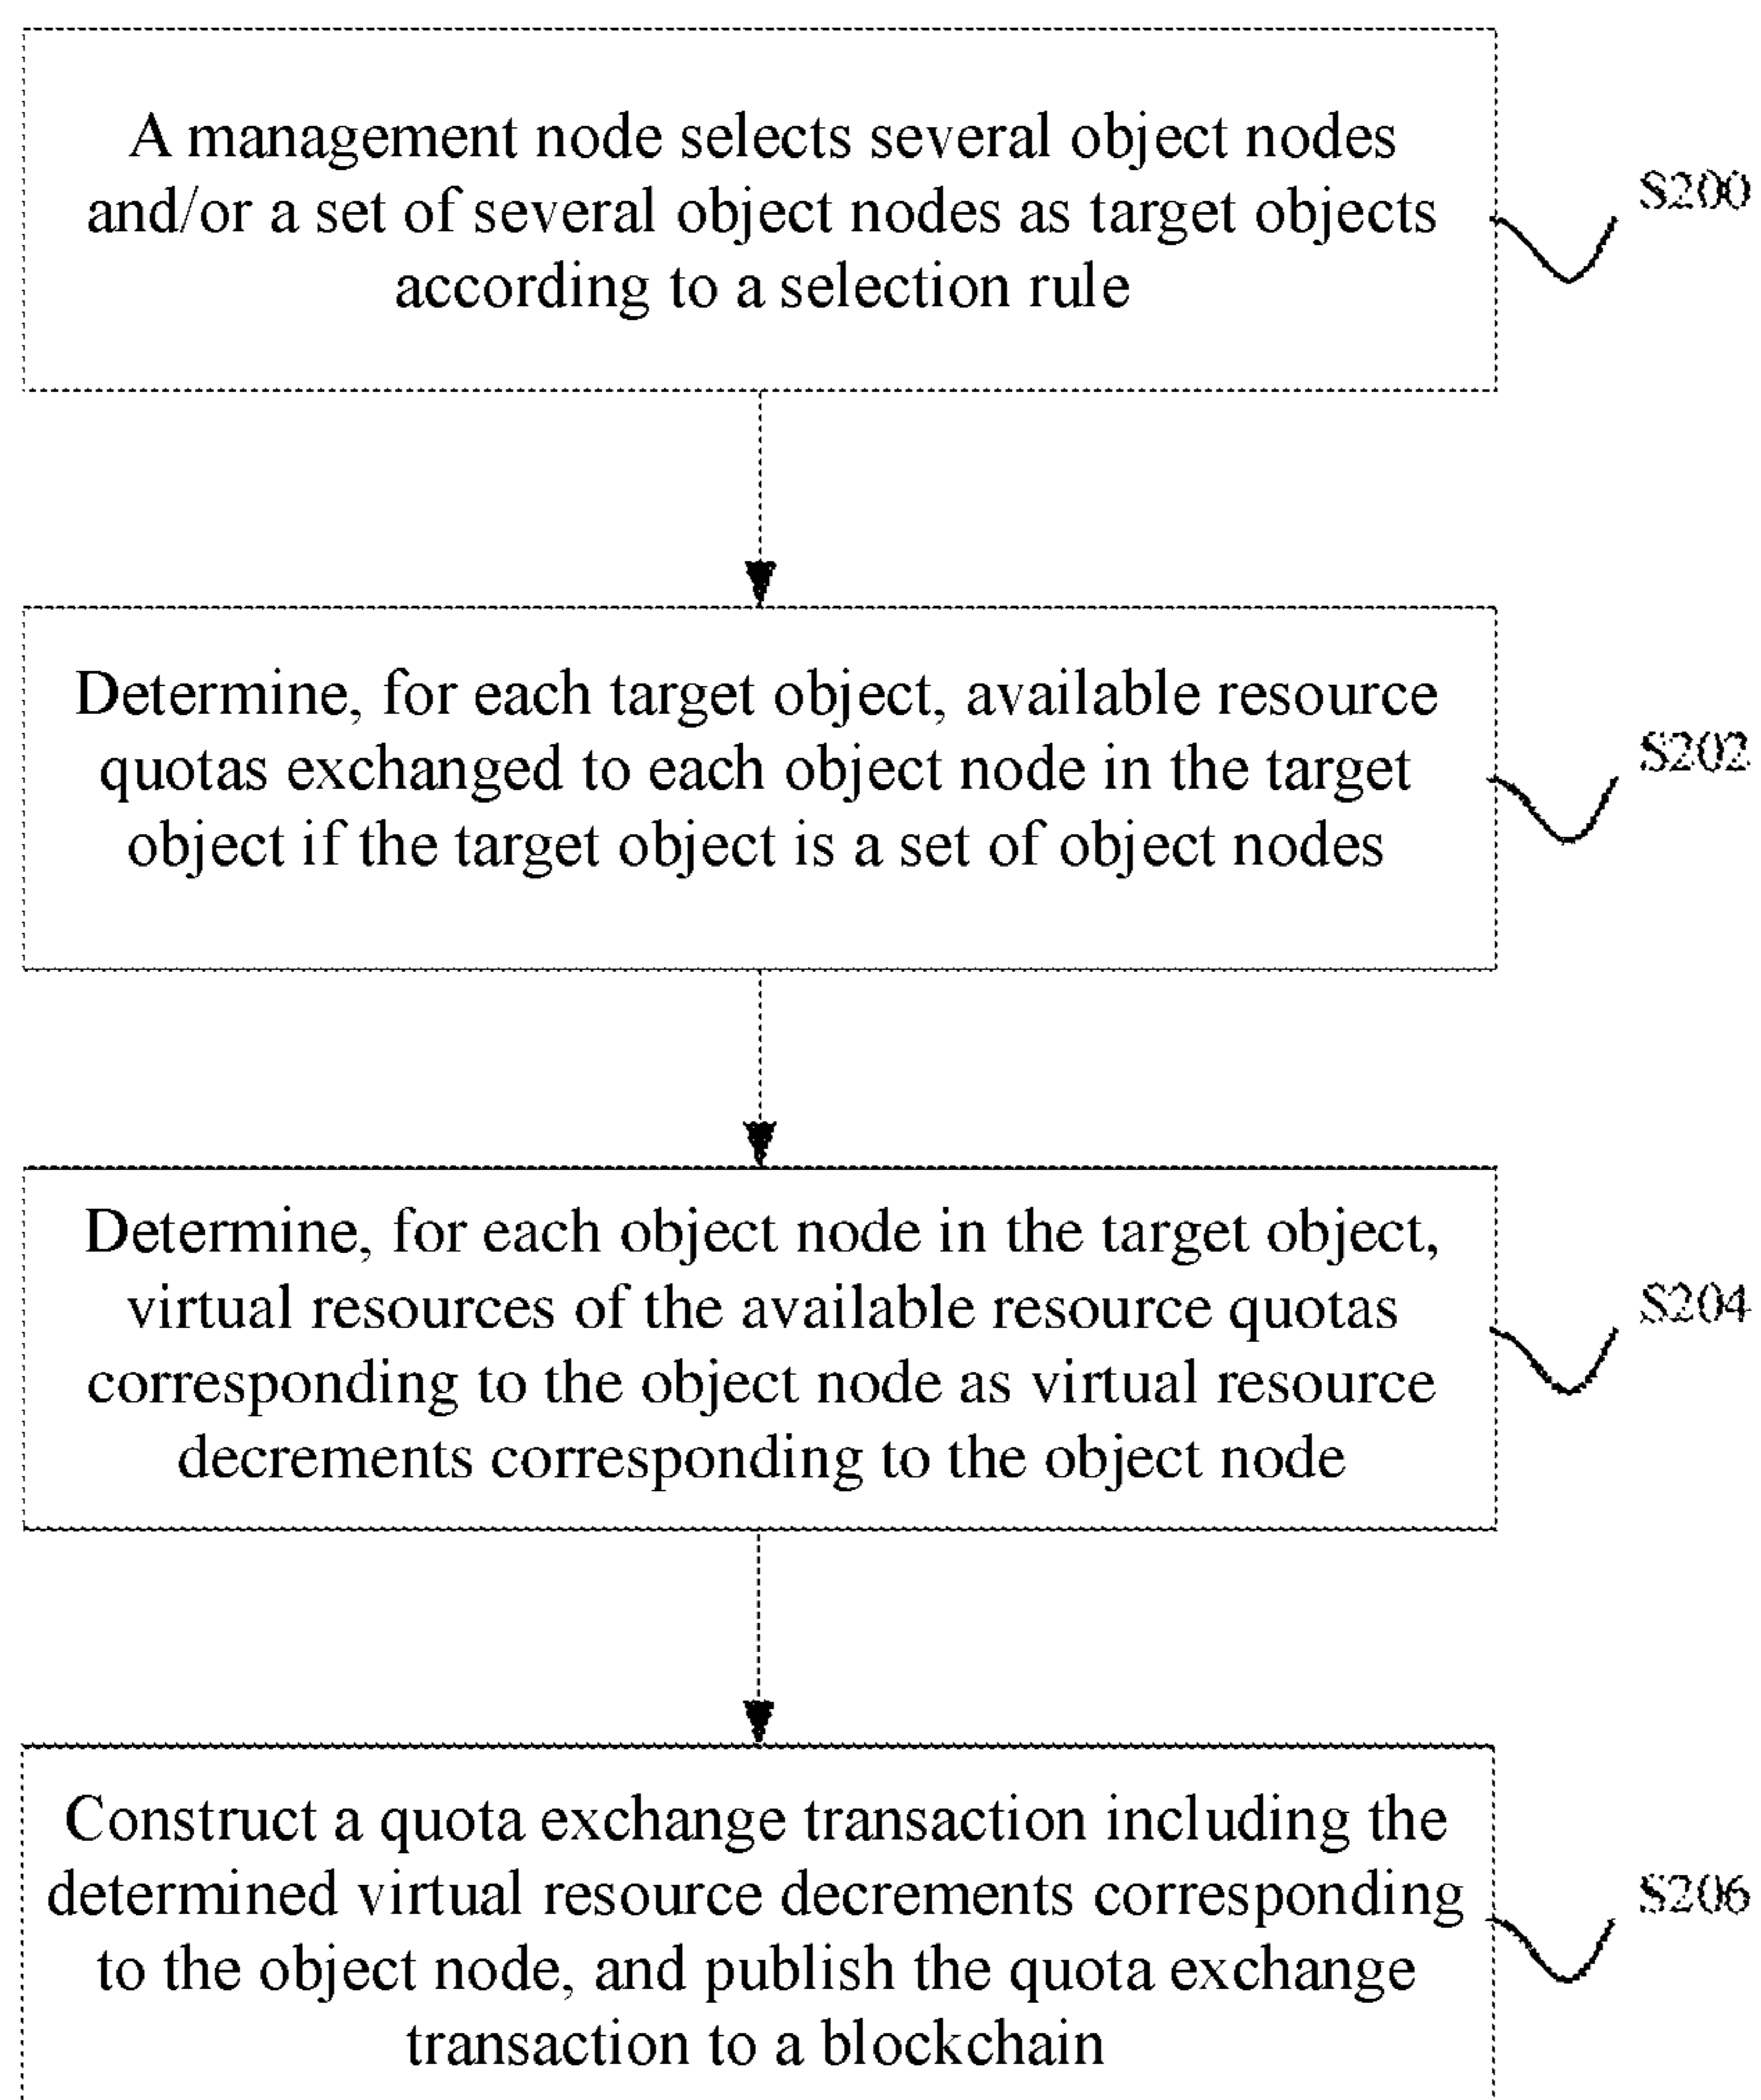 A management node selects several object nodes
and/or a set of several object nodes as target objects
according to a selection rule
S200
Determine, for each target object, available resource
quotas exchanged to each object node in the target
object if the target object is a set of object nodes
S202
Determine, for each object node in the target object,
virtual resources of the available resource quotas
corresponding to the object node as virtual resource
decrements corresponding to the object node
S204
Construct a quota exchange transaction including the
determined virtual resource decrements corresponding
to the object node, and publish the quota exchange
transaction to a blockchain
S206